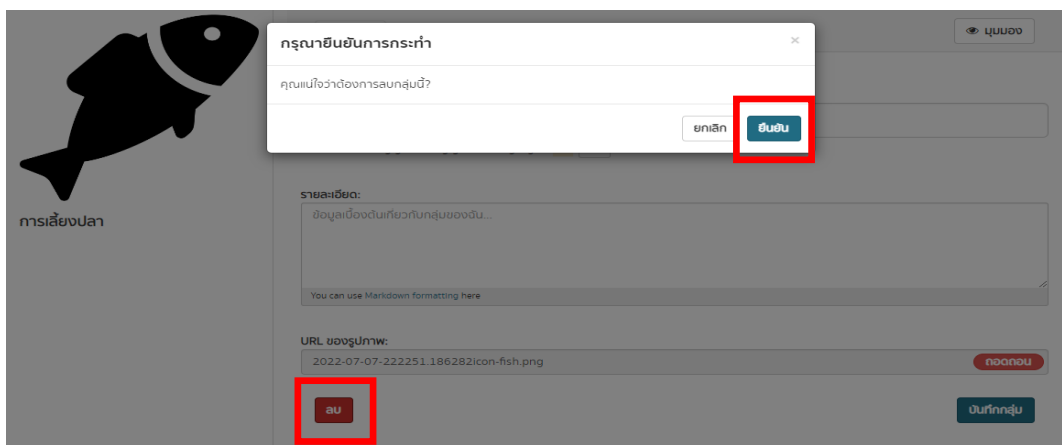 กรุณายืนยันการกระทำ
×
มุมมอง
คุณแน่ใจว่าต้องการลบกลุ่มนี้?
ยกเลิก
ยืนยัน
การเลี้ยงปลา
รายละเอียด:
ข้อมูลเบื้องต้นเกี่ยวกับกลุ่มของฉัน...
You can use Markdown formatting here
URL ของรูปภาพ:
2022-07-07-222251.186282icon-fish.png
ถอดถอน
ลบ
บันทึกกลุ่ม